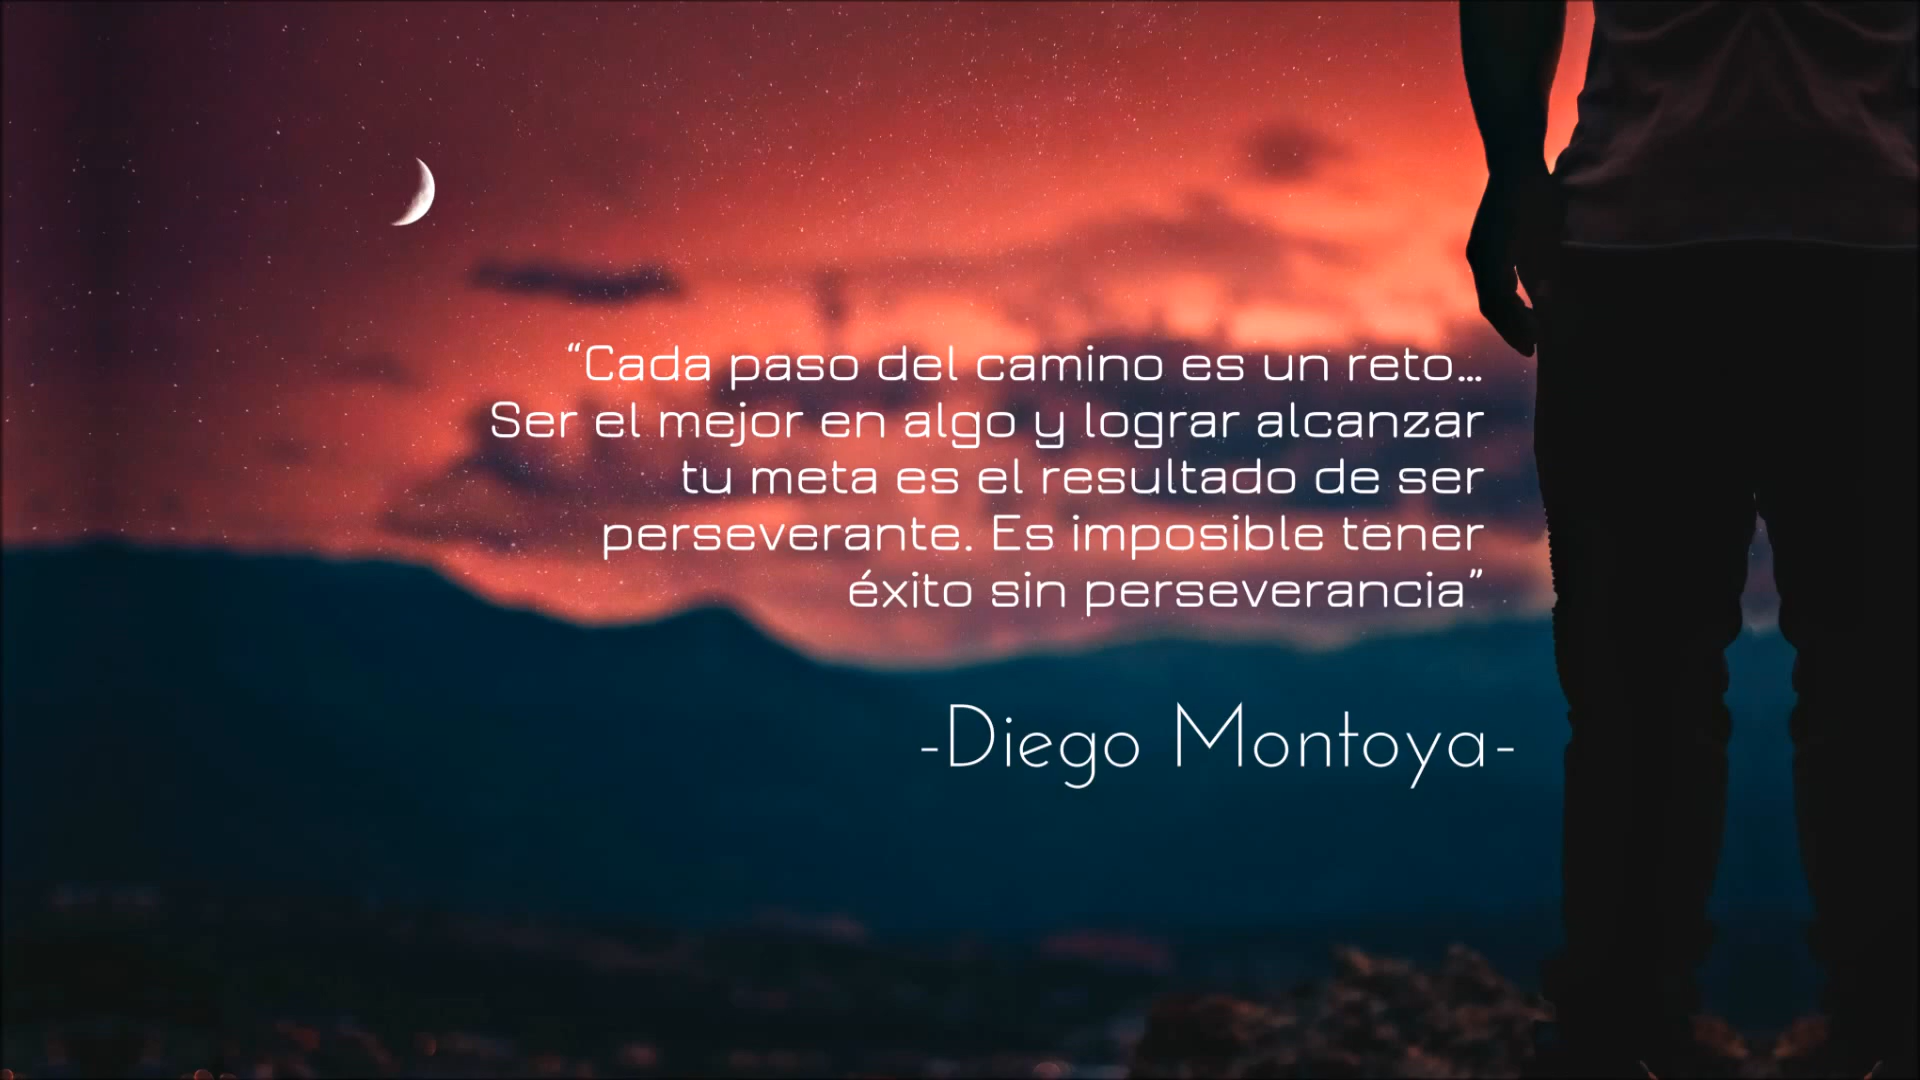 “Cada paso del camino es un reto...
Ser el mejor en algo y lograr alcanzar
tu meta es el resultado de ser
perseverante. Es imposible tener
éxito sin perseverancia”
-Diego Montoya-